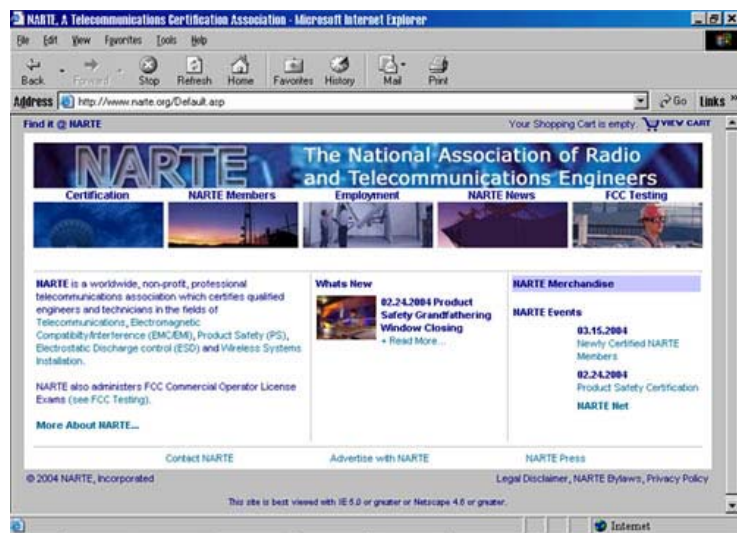 NARTE, A Telecommunications Certification Association - Microsoft Internet Explorer
File Edit View Favorites Tools Help
Back Forward Stop Refresh Home Favorites History Mail Print
Address http://www.narte.org/Default.asp Go Links »
Find it @ NARTE Your Shopping Cart is empty. VIEW CART
NARTE The National Association of Radio
and Telecommunications Engineers
Certification NARTE Members Employment NARTE News FCC Testing
NARTE is a worldwide, non-profit, professional
telecommunications association which certifies qualified
engineers and technicians in the fields of
Telecommunications, Electromagnetic
Compatibity/Interference (EMC/EMI), Product Safety (PS),
Electrostatic Discharge control (ESD) and Wireless Systems
Installation.
NARTE also administers FCC Commercial Operator License
Exams (see FCC Testing).
More About NARTE...
Whats New
02.24.2004 Product
Safety Grandfathering
Window Closing
+ Read More...
NARTE Merchandise
NARTE Events
03.15.2004
Newly Certified NARTE
Members
02.24.2004
Product Safety Certification
NARTE Net
Contact NARTE Advertise with NARTE NARTE Press
© 2004 NARTE, Incorporated Legal Disclaimer, NARTE Bylaws, Privacy Policy
This site is best viewed with IE 5.0 or greater or Netscape 4.6 or greater.
Internet